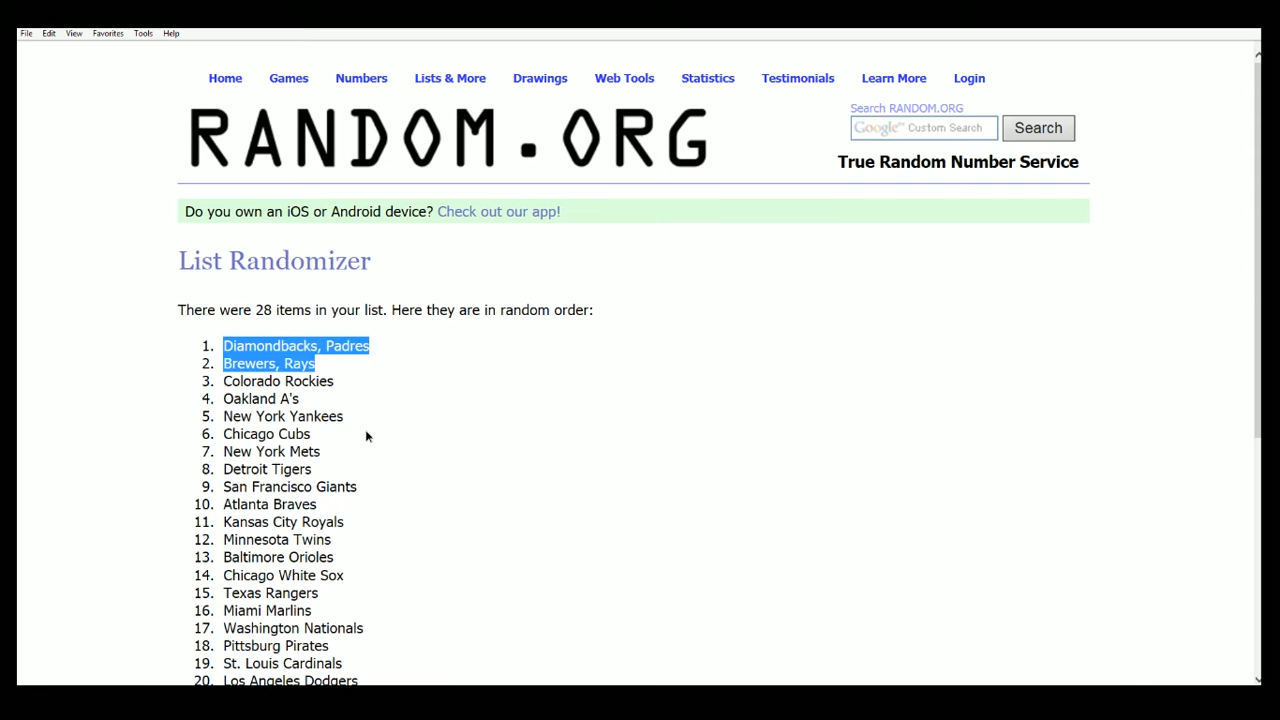 File Edit View Favorites Tools Help
Home Games Numbers Lists & More Drawings Web Tools Statistics Testimonials Learn More Login
RANDOM.ORG
Search RANDOM.ORG
Google™ Custom Search Search
True Random Number Service
Do you own an iOS or Android device? Check out our app!
List Randomizer
There were 28 items in your list. Here they are in random order:
1. Diamondbacks, Padres
2. Brewers, Rays
3. Colorado Rockies
4. Oakland A's
5. New York Yankees
6. Chicago Cubs
7. New York Mets
8. Detroit Tigers
9. San Francisco Giants
10. Atlanta Braves
11. Kansas City Royals
12. Minnesota Twins
13. Baltimore Orioles
14. Chicago White Sox
15. Texas Rangers
16. Miami Marlins
17. Washington Nationals
18. Pittsburg Pirates
19. St. Louis Cardinals
20. Los Angeles Dodgers